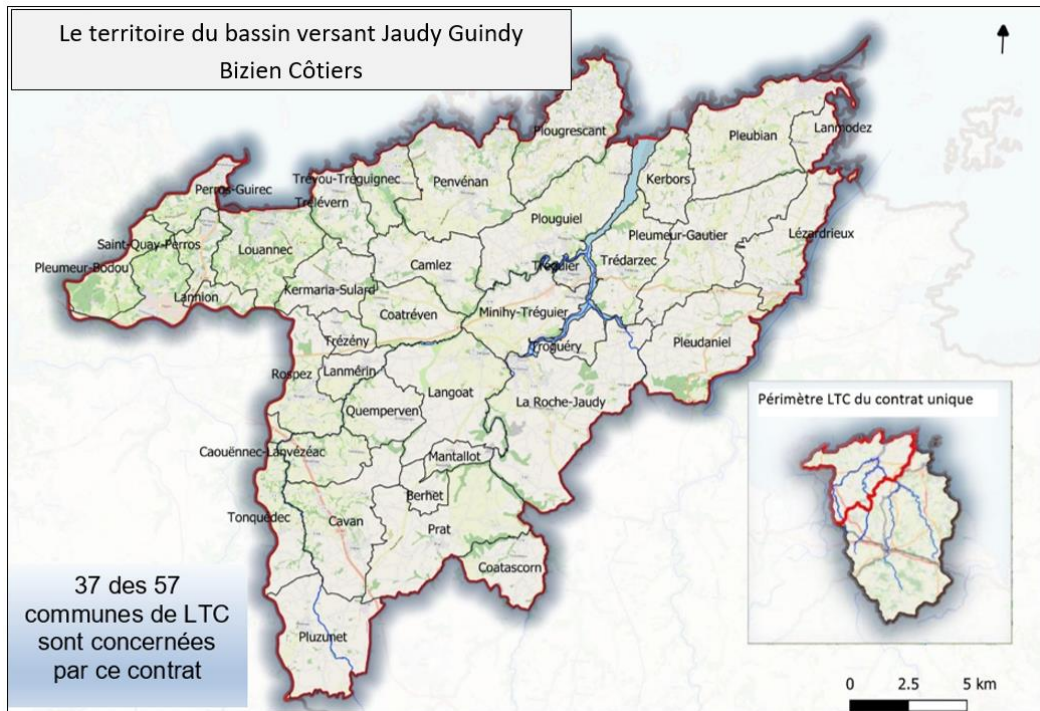 Le territoire du bassin versant Jaudy Guindy
Bizien Côtiers
Plougrescant
Pleubian
Lanmodez
Perros-Guirec
Trévou-Tréguignec
Penvénan
Kerbors
Trélévern
Plouguiel
Saint-Quay-Perros
Louannec
Pleumeur-Gautier
Lézardrieux
Pleumeur-Bodou
Camlez
Tréguier
Trédarzec
Lannion
Kermaria-Sulard
Coatréven
Minihy-Tréguier
Trézény
Troguéry
Pleudaniel
Rospez
Lanmérin
Langoat
La Roche-Jaudy
Quemperven
Caouënnec-Lanvézéac
Mantallot
Berhet
Tonquédec
Cavan
Prat
Coatascorn
Pluzunet
Périmètre LTC du contrat unique
37 des 57
communes de LTC
sont concernées
par ce contrat
0 2.5 5 km